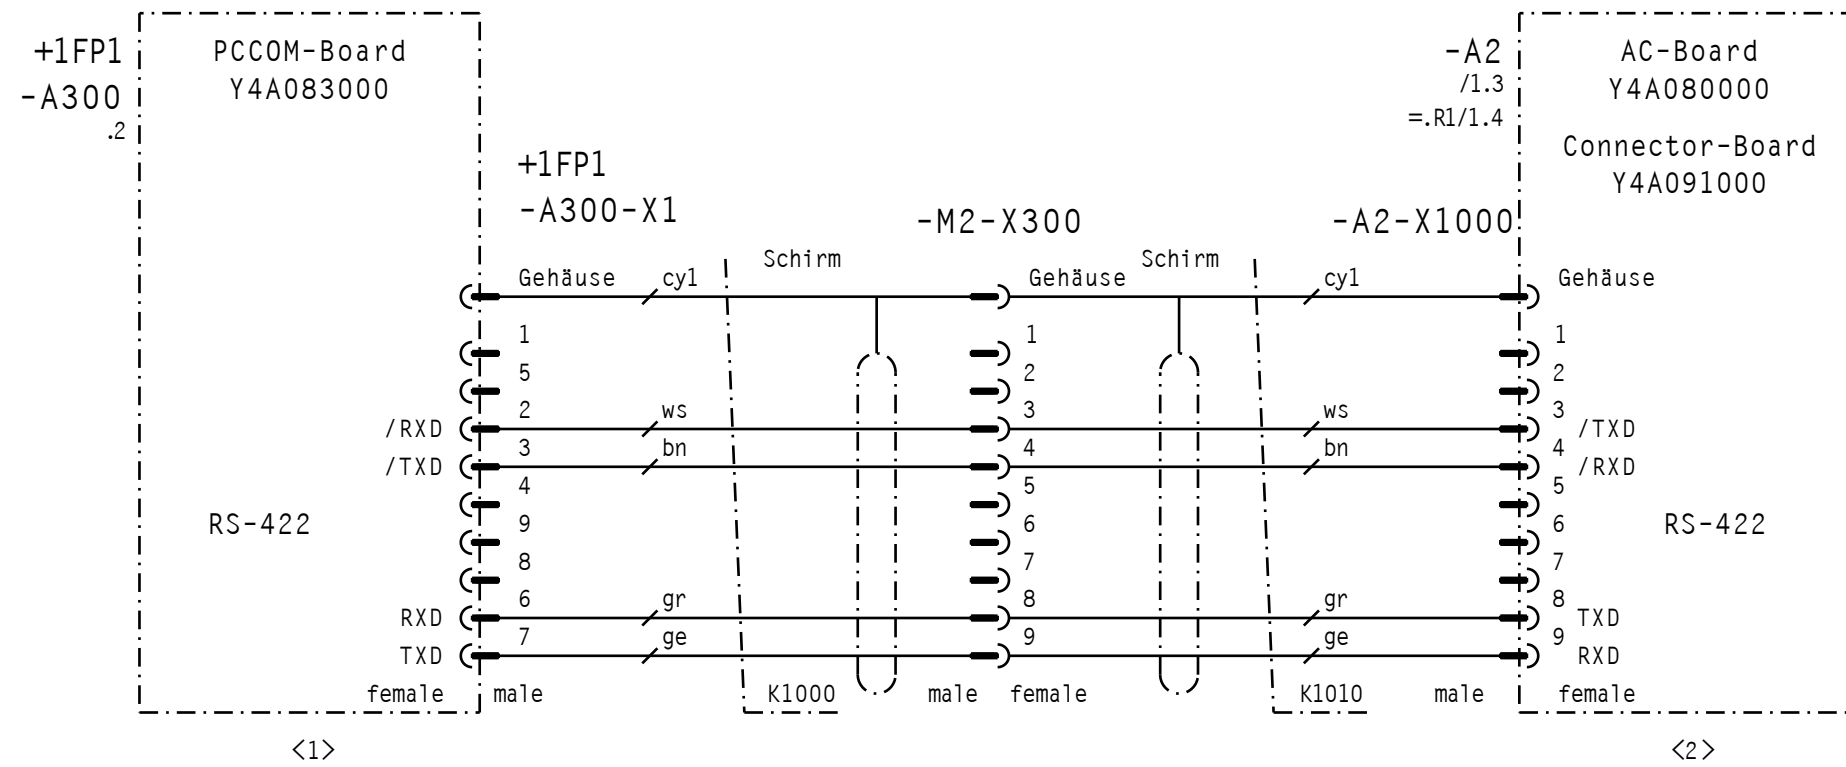 +1FP1
-A300
.2
PCCOM-Board
Y4A083000
-A2
/1.3
=.R1/1.4
AC-Board
Y4A080000
Connector-Board
Y4A091000
+1FP1
-A300-X1
-M2-X300
-A2-X1000
Schirm Schirm
Gehäuse cy1 Gehäuse cy1 Gehäuse
1 1 1
5 2 2
2 ws 3 ws 3
/RXD /TXD
3 bn 4 bn 4
/TXD /RXD
4 5 5
9 6 6
RS-422 RS-422
8 7 7
6 gr 8 gr 8
RXD TXD
7 ge 9 ge 9
TXD RXD
female male K1000 male female K1010 male female
<1> <2>